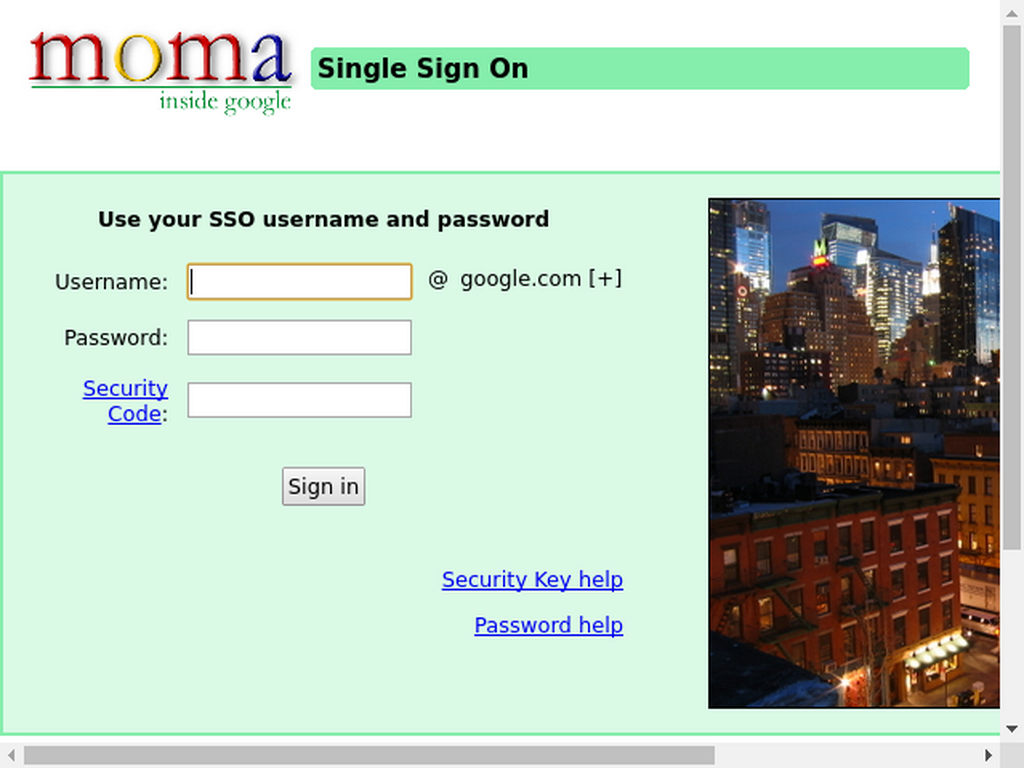 moma
inside google
Single Sign On
Use your SSO username and password
Username:
@ google.com [+]
Password:
Security
Code:
Sign in
Security Key help
Password help